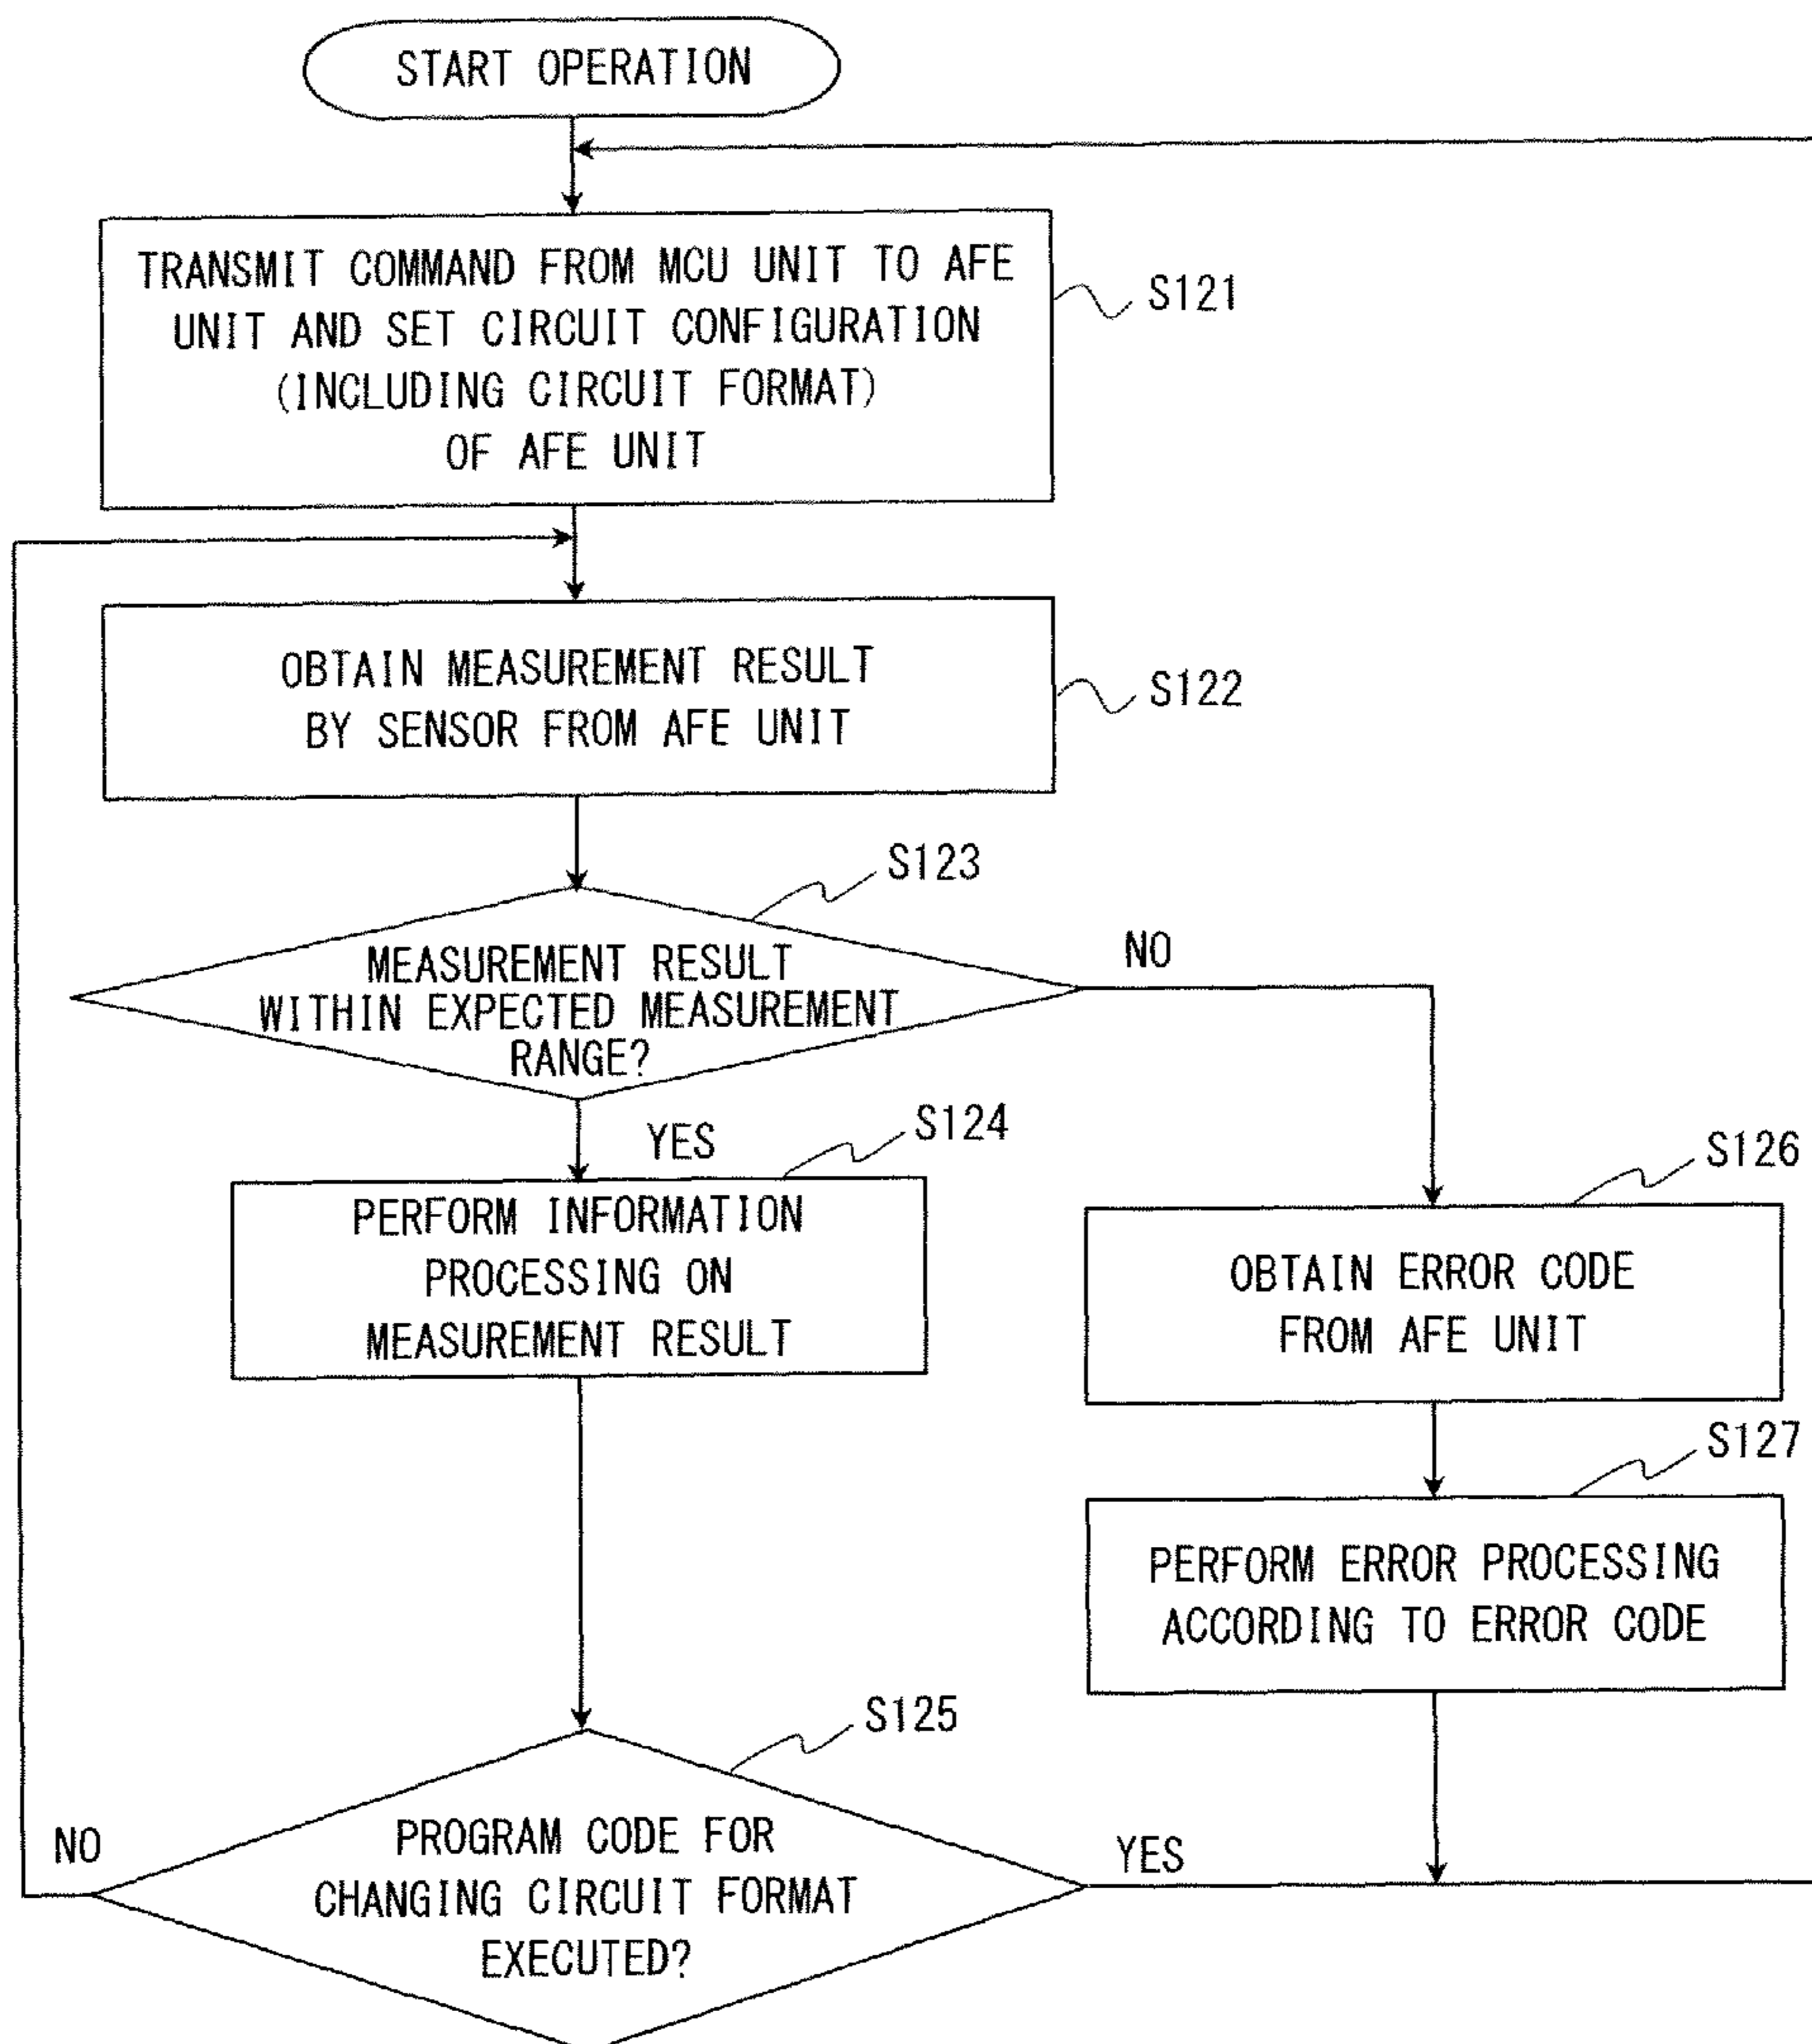 START OPERATION
TRANSMIT COMMAND FROM MCU UNIT TO AFE
UNIT AND SET CIRCUIT CONFIGURATION
(INCLUDING CIRCUIT FORMAT)
OF AFE UNIT
S121
OBTAIN MEASUREMENT RESULT
BY SENSOR FROM AFE UNIT
S122
S123
MEASUREMENT RESULT
WITHIN EXPECTED MEASUREMENT
RANGE?
NO
YES
S124
PERFORM INFORMATION
PROCESSING ON
MEASUREMENT RESULT
S126
OBTAIN ERROR CODE
FROM AFE UNIT
S127
PERFORM ERROR PROCESSING
ACCORDING TO ERROR CODE
S125
PROGRAM CODE FOR
CHANGING CIRCUIT FORMAT
EXECUTED?
NO
YES